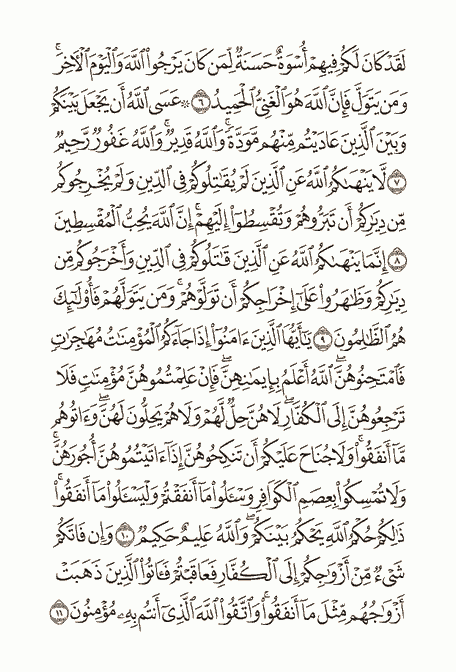 لَقَدْ كَانَ لَكُمْ فِيهِمْ أُسْوَةٌ حَسَنَةٌ لِّمَن كَانَ يَرْجُوا۟ ٱللَّهَ وَٱلْيَوْمَ ٱلْءَاخِرَ ۚ
وَمَن يَتَوَلَّ فَإِنَّ ٱللَّهَ هُوَ ٱلْغَنِىُّ ٱلْحَمِيدُ ٦ ۞ عَسَى ٱللَّهُ أَن يَجْعَلَ بَيْنَكُمْ
وَبَيْنَ ٱلَّذِينَ عَادَيْتُم مِّنْهُم مَّوَدَّةً ۚ وَٱللَّهُ قَدِيرٌ ۚ وَٱللَّهُ غَفُورٌ رَّحِيمٌ
٧ لَّا يَنْهَىٰكُمُ ٱللَّهُ عَنِ ٱلَّذِينَ لَمْ يُقَـٰتِلُوكُمْ فِى ٱلدِّينِ وَلَمْ يُخْرِجُوكُم
مِّن دِيَـٰرِكُمْ أَن تَبَرُّوهُمْ وَتُقْسِطُوٓا۟ إِلَيْهِمْ ۚ إِنَّ ٱللَّهَ يُحِبُّ ٱلْمُقْسِطِينَ
٨ إِنَّمَا يَنْهَىٰكُمُ ٱللَّهُ عَنِ ٱلَّذِينَ قَـٰتَلُوكُمْ فِى ٱلدِّينِ وَأَخْرَجُوكُم مِّن
دِيَـٰرِكُمْ وَظَـٰهَرُوا۟ عَلَىٰٓ إِخْرَاجِكُمْ أَن تَوَلَّوْهُمْ ۚ وَمَن يَتَوَلَّهُمْ فَأُو۟لَـٰٓئِكَ
هُمُ ٱلظَّـٰلِمُونَ ٩ يَـٰٓأَيُّهَا ٱلَّذِينَ ءَامَنُوٓا۟ إِذَا جَآءَكُمُ ٱلْمُؤْمِنَـٰتُ مُهَـٰجِرَٰتٍ
فَٱمْتَحِنُوهُنَّ ۖ ٱللَّهُ أَعْلَمُ بِإِيمَـٰنِهِنَّ ۖ فَإِنْ عَلِمْتُمُوهُنَّ مُؤْمِنَـٰتٍ فَلَا
تَرْجِعُوهُنَّ إِلَى ٱلْكُفَّارِ ۖ لَا هُنَّ حِلٌّ لَّهُمْ وَلَا هُمْ يَحِلُّونَ لَهُنَّ ۖ وَءَاتُوهُم
مَّآ أَنفَقُوا۟ ۚ وَلَا جُنَاحَ عَلَيْكُمْ أَن تَنكِحُوهُنَّ إِذَآ ءَاتَيْتُمُوهُنَّ أُجُورَهُنَّ ۚ
وَلَا تُمْسِكُوا۟ بِعِصَمِ ٱلْكَوَافِرِ وَسْـَٔلُوا۟ مَآ أَنفَقْتُمْ وَلْيَسْـَٔلُوا۟ مَآ أَنفَقُوا۟ ۚ
ذَٰلِكُمْ حُكْمُ ٱللَّهِ ۖ يَحْكُمُ بَيْنَكُمْ ۚ وَٱللَّهُ عَلِيمٌ حَكِيمٌ ١٠ وَإِن فَاتَكُمْ
شَىْءٌ مِّنْ أَزْوَٰجِكُمْ إِلَى ٱلْكُفَّارِ فَعَاقَبْتُمْ فَـَٔاتُوا۟ ٱلَّذِينَ ذَهَبَتْ
أَزْوَٰجُهُم مِّثْلَ مَآ أَنفَقُوا۟ ۚ وَٱتَّقُوا۟ ٱللَّهَ ٱلَّذِىٓ أَنتُم بِهِۦ مُؤْمِنُونَ ١١